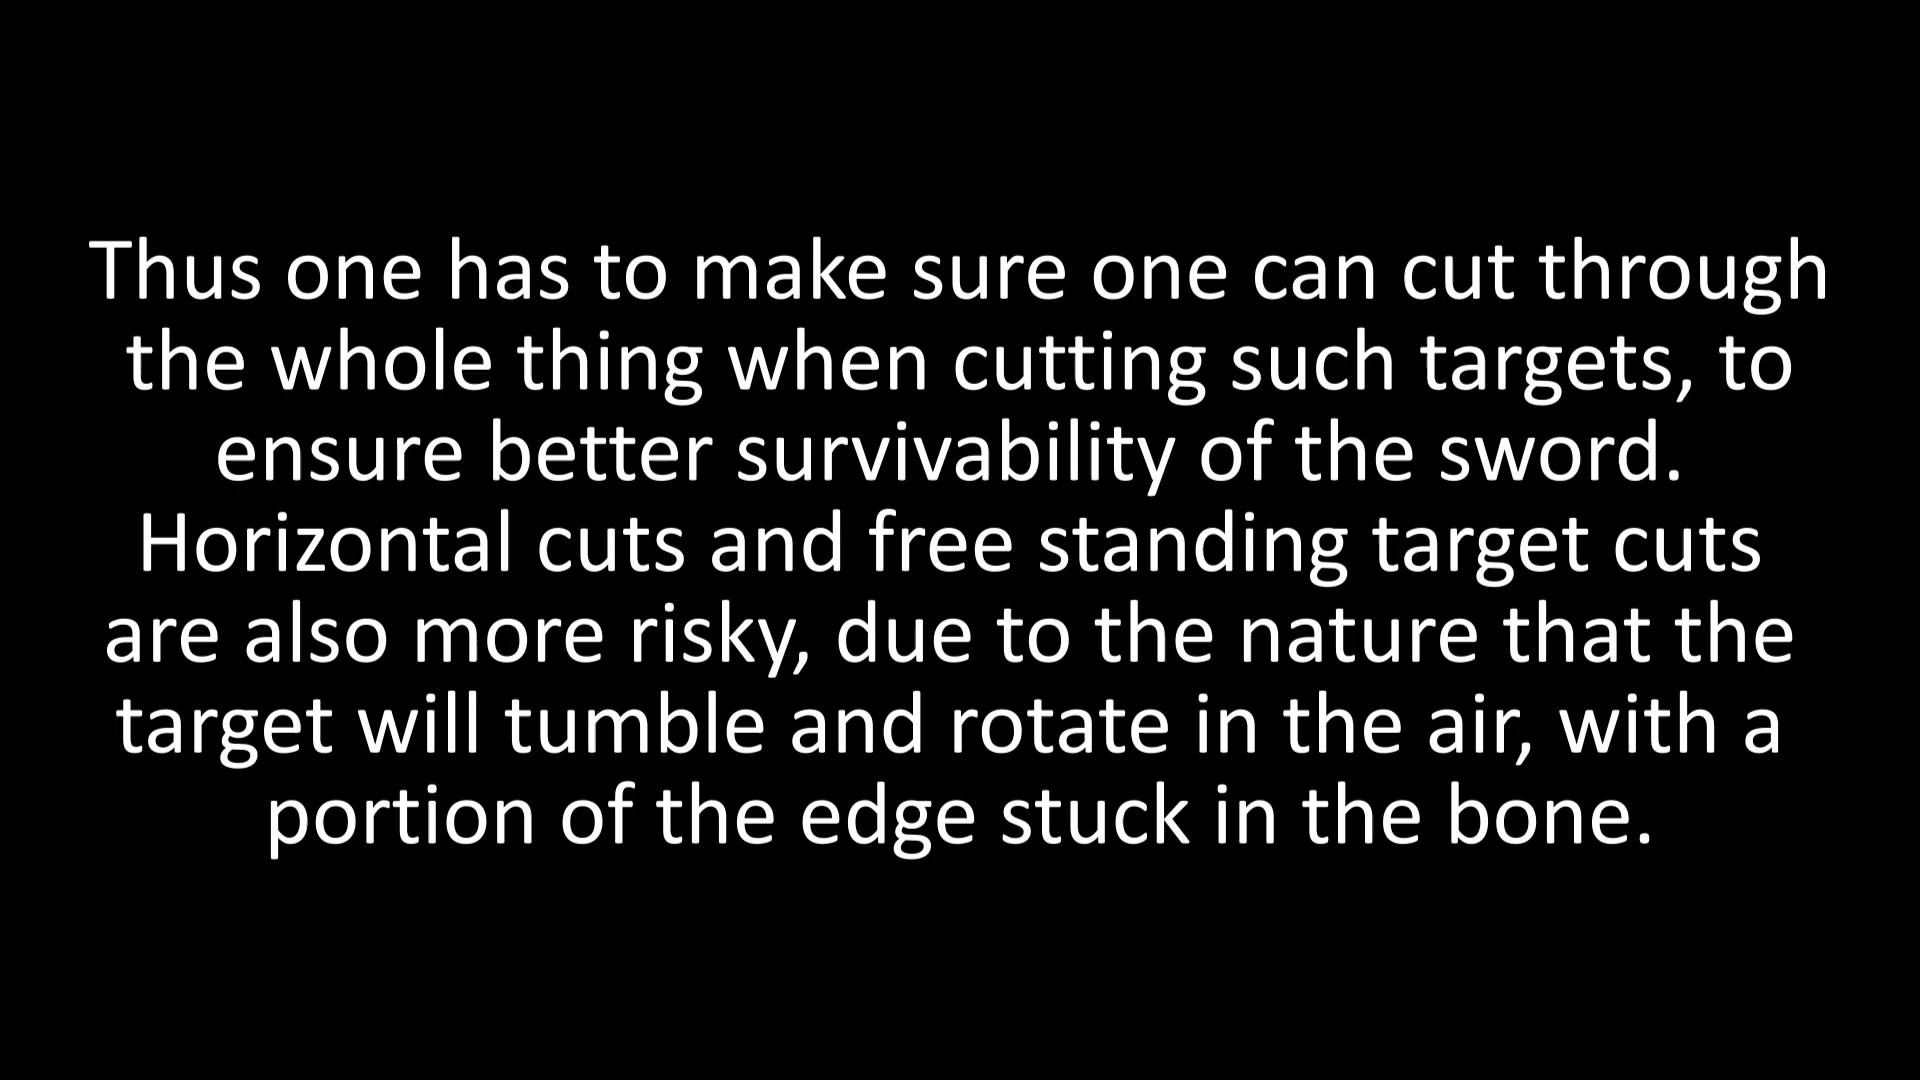 Thus one has to make sure one can cut through
the whole thing when cutting such targets, to
ensure better survivability of the sword.
Horizontal cuts and free standing target cuts
are also more risky, due to the nature that the
target will tumble and rotate in the air, with a
portion of the edge stuck in the bone.